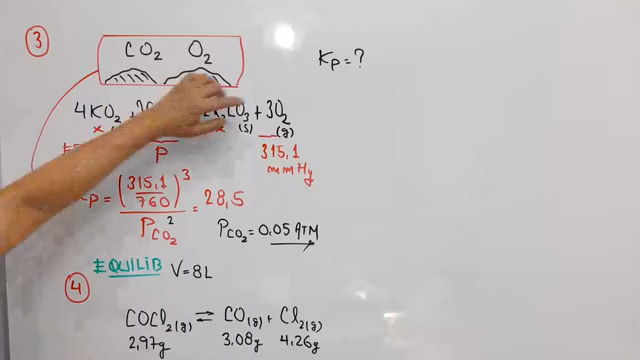 3
CO2 O2
Kp = ?
4KO2 + CO3 + 3O2
x (s) (g)
P 315,1
mmHg
Kp = (315,1/760)^3 / P CO2^2 = 28,5
PCO2 = 0,05 ATM
EQUILIB V = 8L
4
COCl2(g) ⇌ CO(g) + Cl2(g)
2,97g 3,08g 4,26g